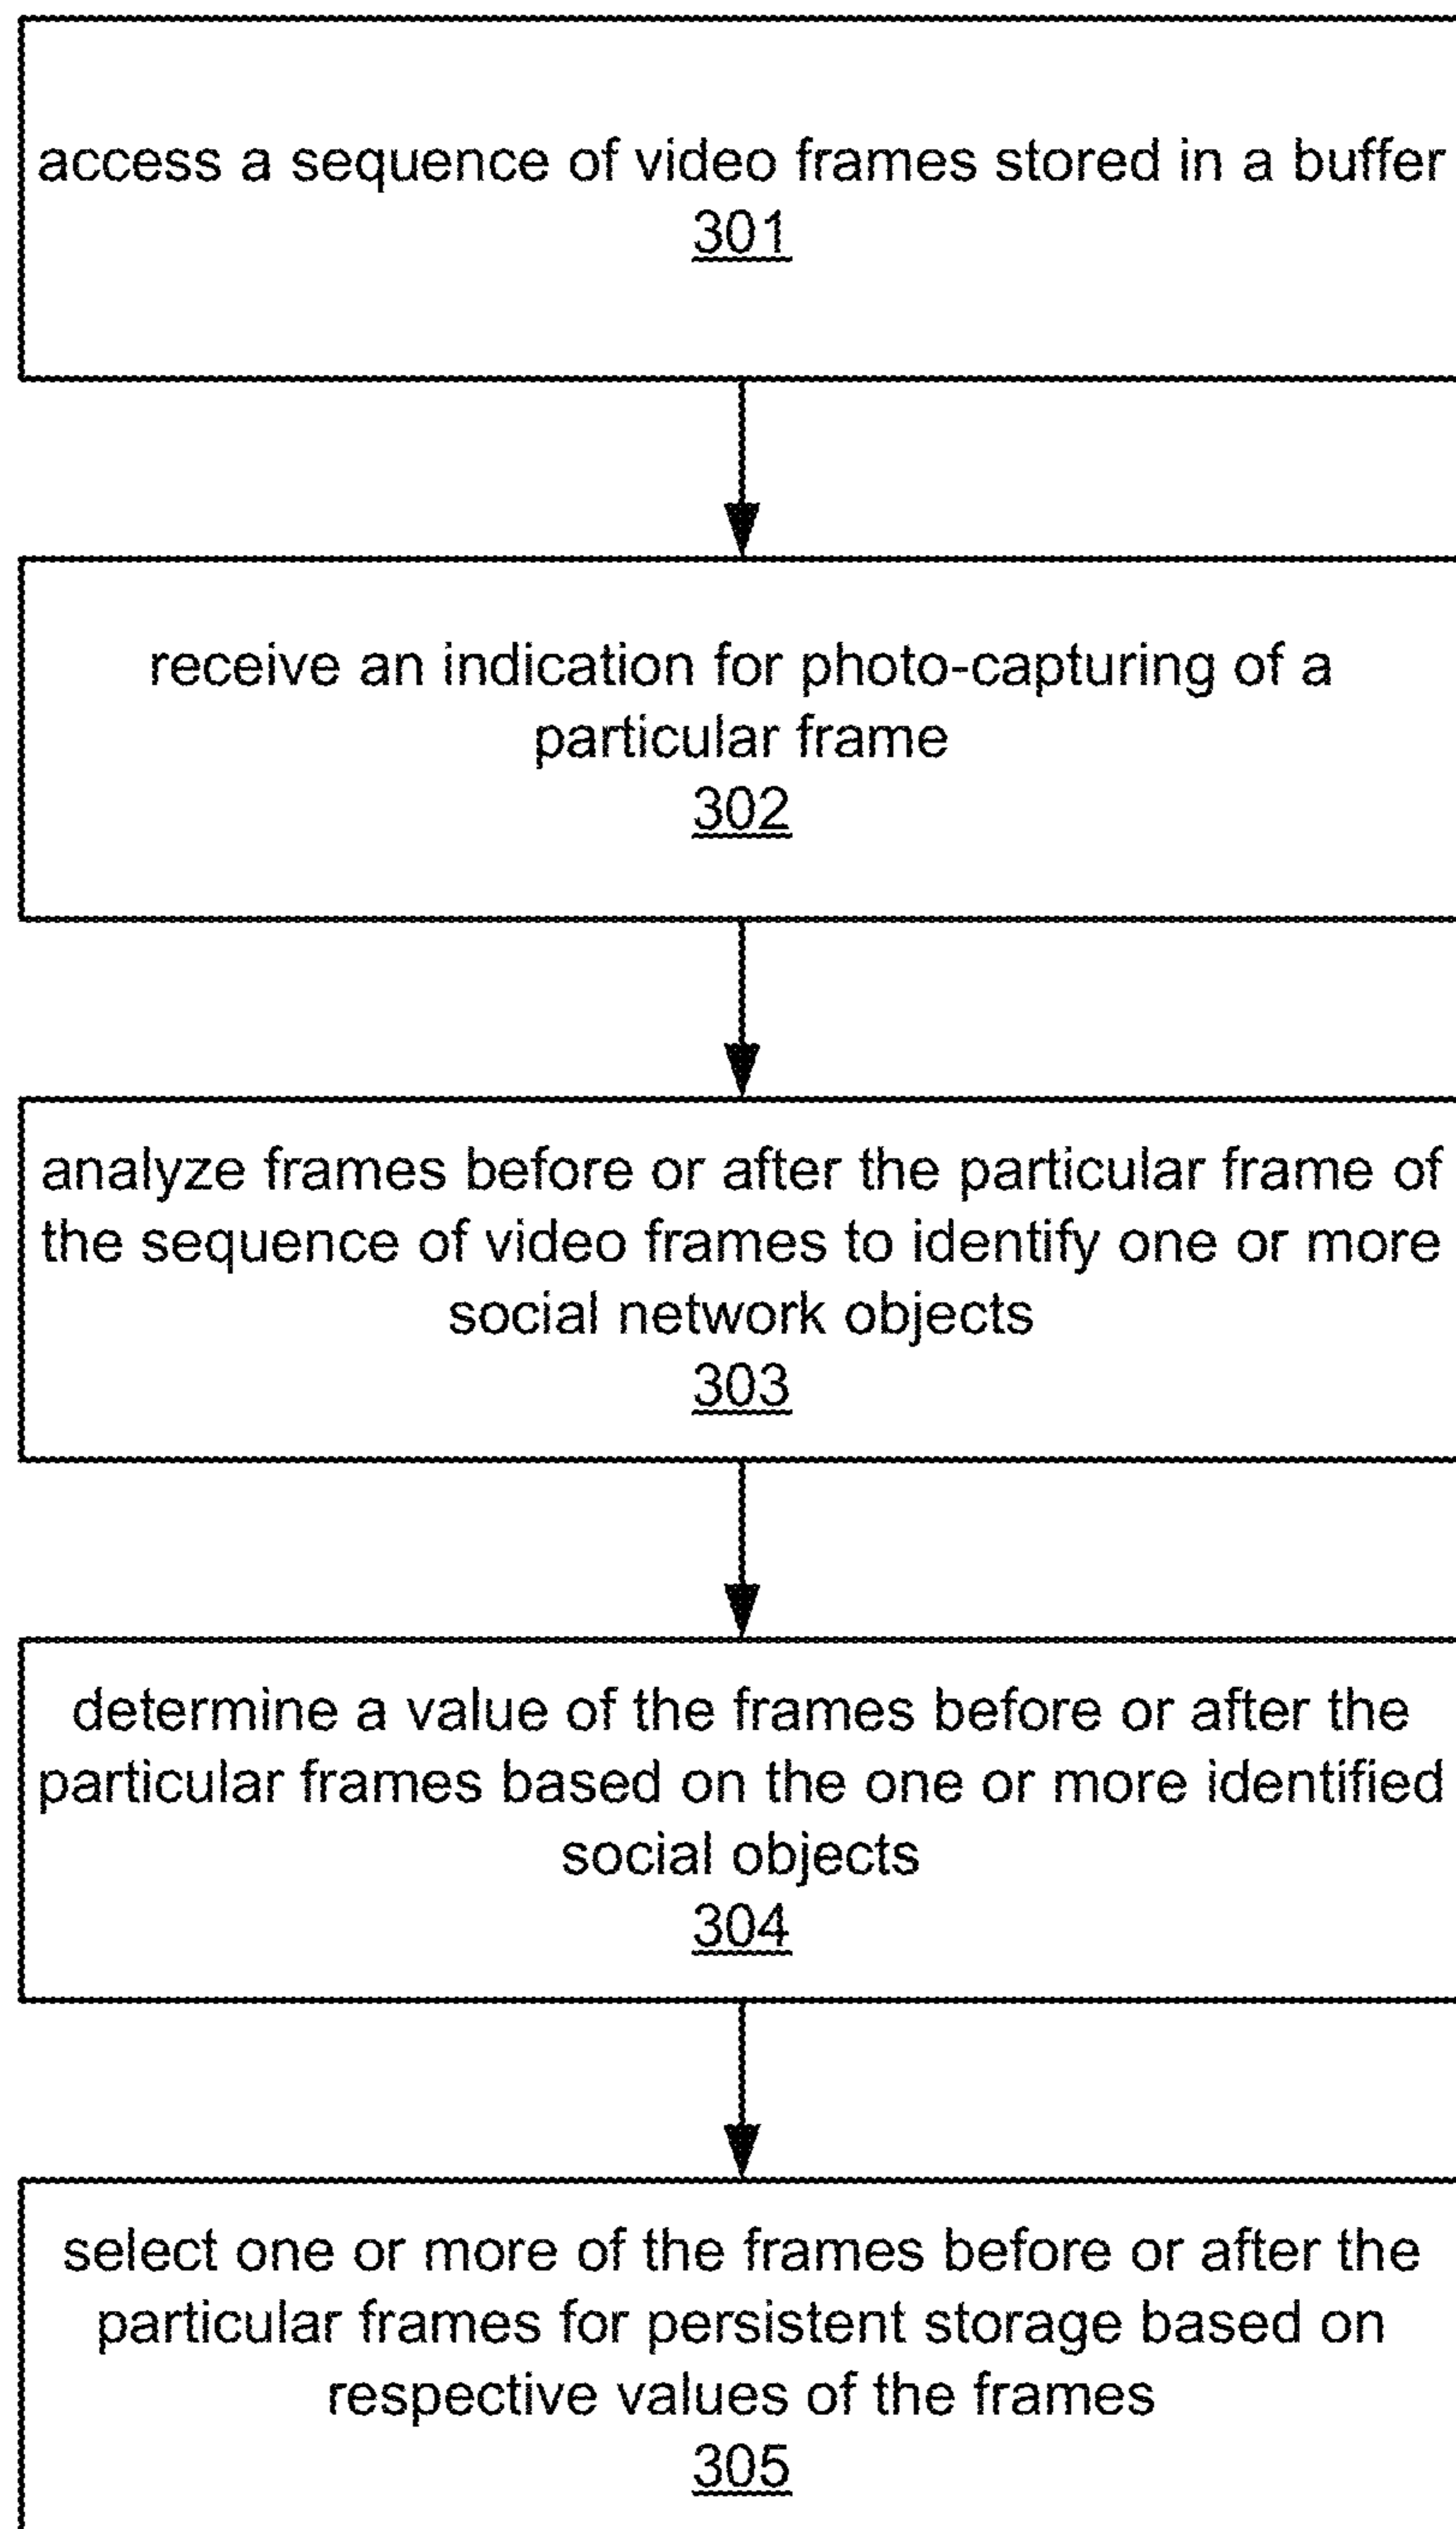 access a sequence of video frames stored in a buffer
301
receive an indication for photo-capturing of a
particular frame
302
analyze frames before or after the particular frame of
the sequence of video frames to identify one or more
social network objects
303
determine a value of the frames before or after the
particular frames based on the one or more identified
social objects
304
select one or more of the frames before or after the
particular frames for persistent storage based on
respective values of the frames
305